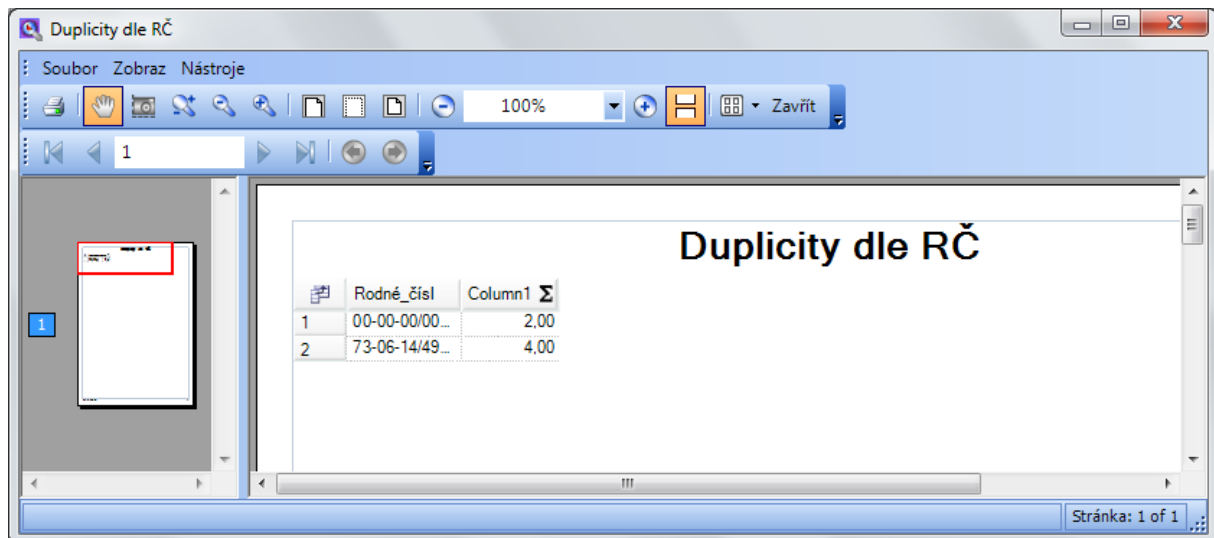 Duplicity dle RČ
Soubor Zobraz Nástroje
100% Zavřít
1
Duplicity dle RČ
Rodné_čísl Column1 Σ
1 00-00-00/00... 2,00
2 73-06-14/49... 4,00
1
Stránka: 1 of 1